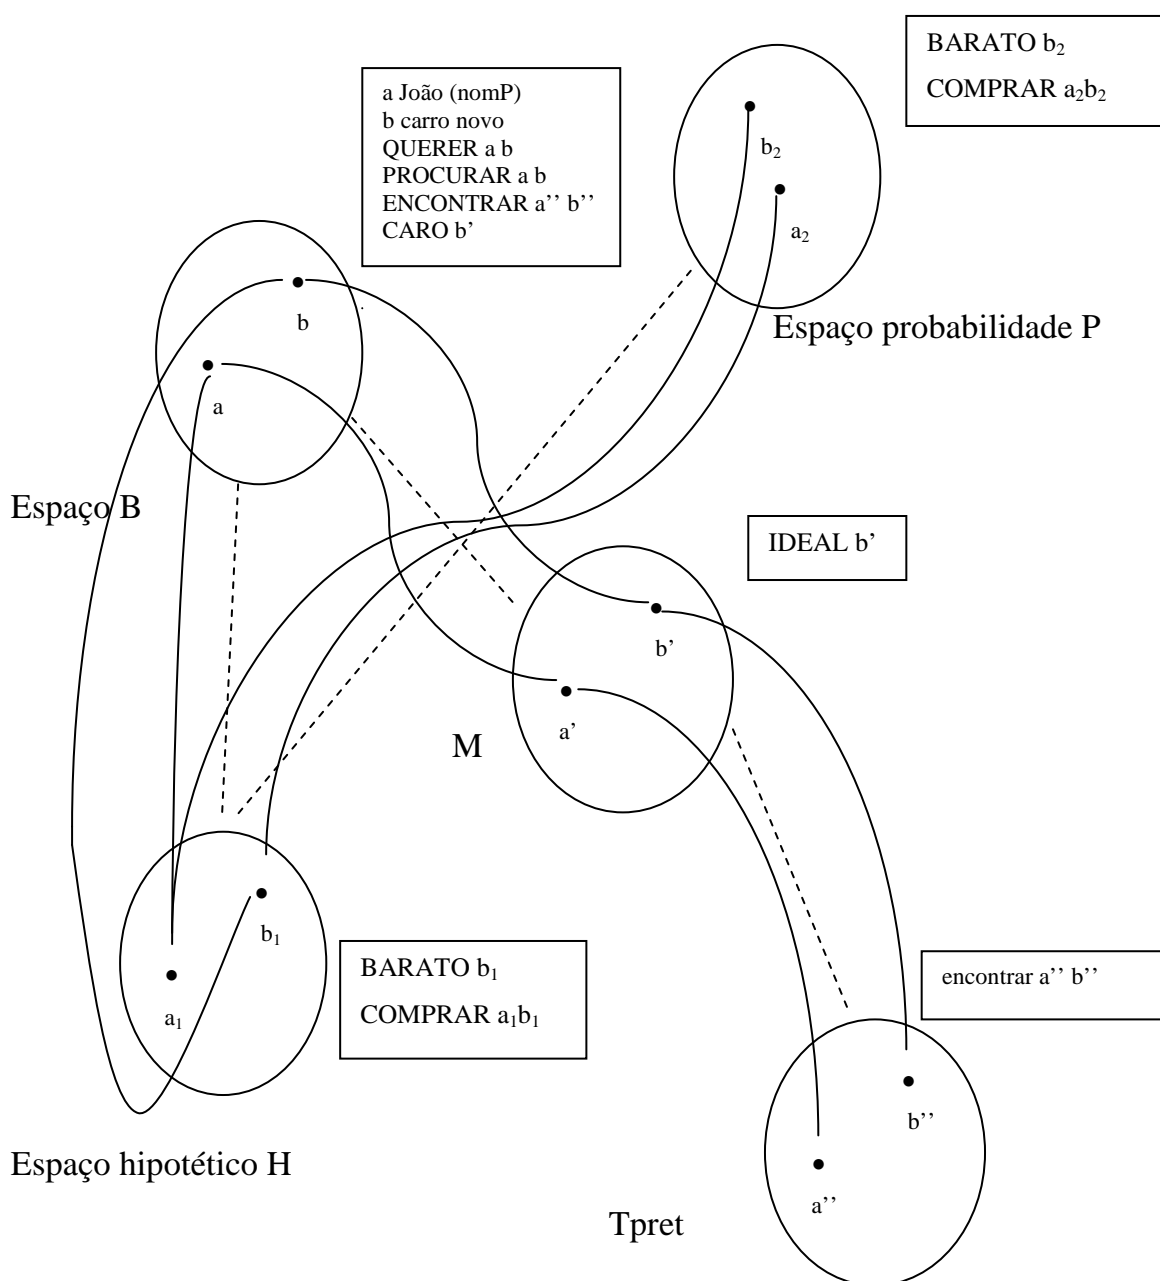 BARATO b₂
COMPRAR a₂b₂
a João (nomP)
b carro novo
QUERER a b
PROCURAR a b
ENCONTRAR a’’ b’’
CARO b’
b₂
a₂
Espaço probabilidade P
b
a
Espaço B
IDEAL b’
b’
a’
M
b₁
a₁
BARATO b₁
COMPRAR a₁b₁
encontrar a’’ b’’
b’’
a’’
Espaço hipotético H
Tpret